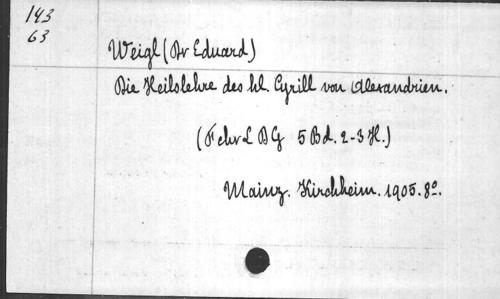 143
63
Weigl (Dr Eduard)
Die Heilslehre des hl. Cyrill von Alexandrien.
(F chr L DG 5 Bd. 2-3 H.)
Mainz. Kirchheim. 1905. 8º.